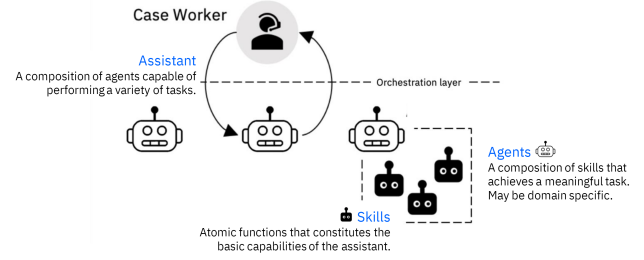 Case Worker
Assistant
A composition of agents capable of
performing a variety of tasks.
Orchestration layer
Agents
A composition of skills that
achieves a meaningful task.
May be domain specific.
Skills
Atomic functions that constitutes the
basic capabilities of the assistant.